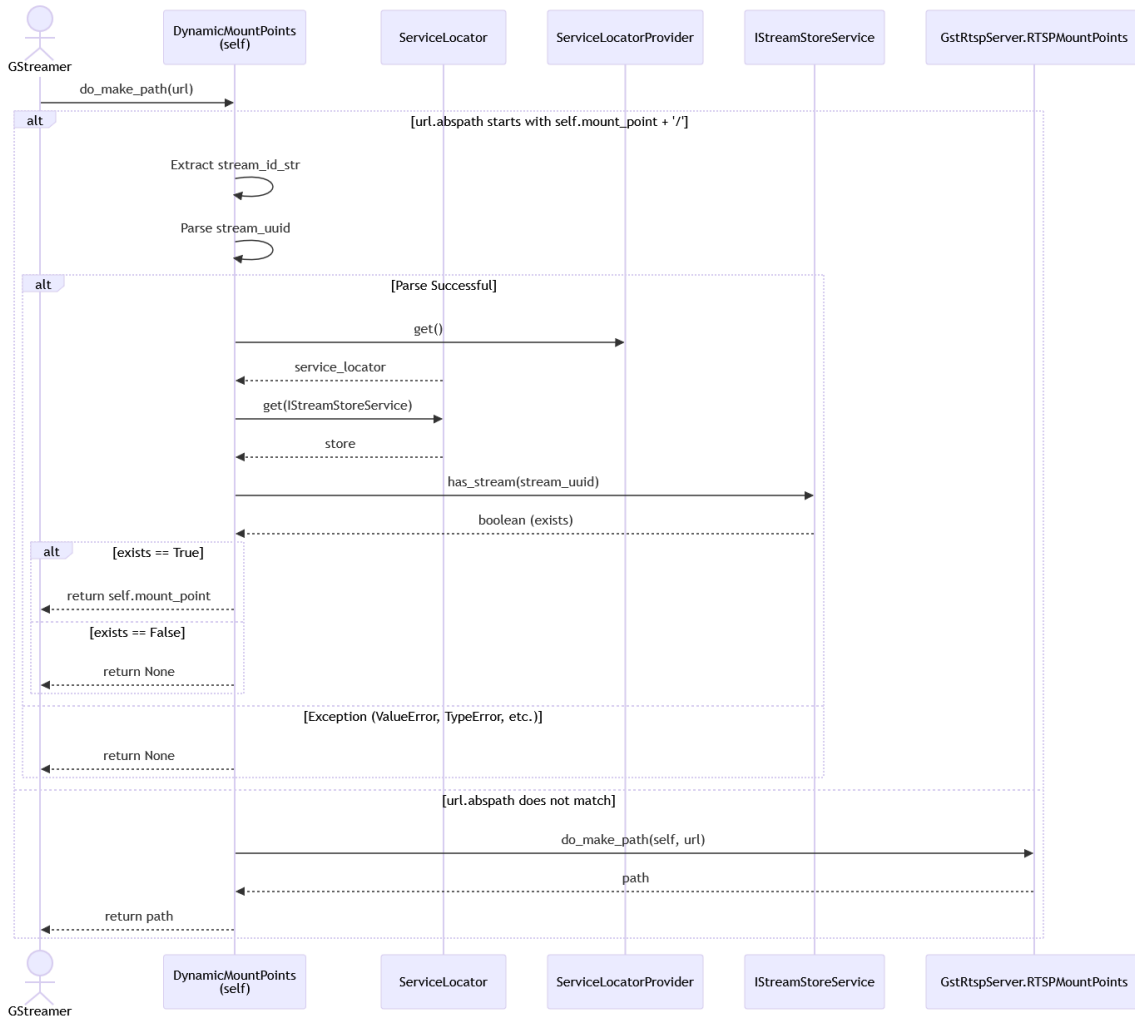 GStreamer
DynamicMountPoints
(self)
ServiceLocator
ServiceLocatorProvider
IStreamStoreService
GstRtspServer.RTSPMountPoints
do_make_path(url)
alt
[url.abspath starts with self.mount_point + '/']
Extract stream_id_str
Parse stream_uuid
alt
[Parse Successful]
get()
service_locator
get(IStreamStoreService)
store
has_stream(stream_uuid)
boolean (exists)
alt
[exists == True]
return self.mount_point
[exists == False]
return None
[Exception (ValueError, TypeError, etc.)]
return None
[url.abspath does not match]
do_make_path(self, url)
path
return path
GStreamer
DynamicMountPoints
(self)
ServiceLocator
ServiceLocatorProvider
IStreamStoreService
GstRtspServer.RTSPMountPoints